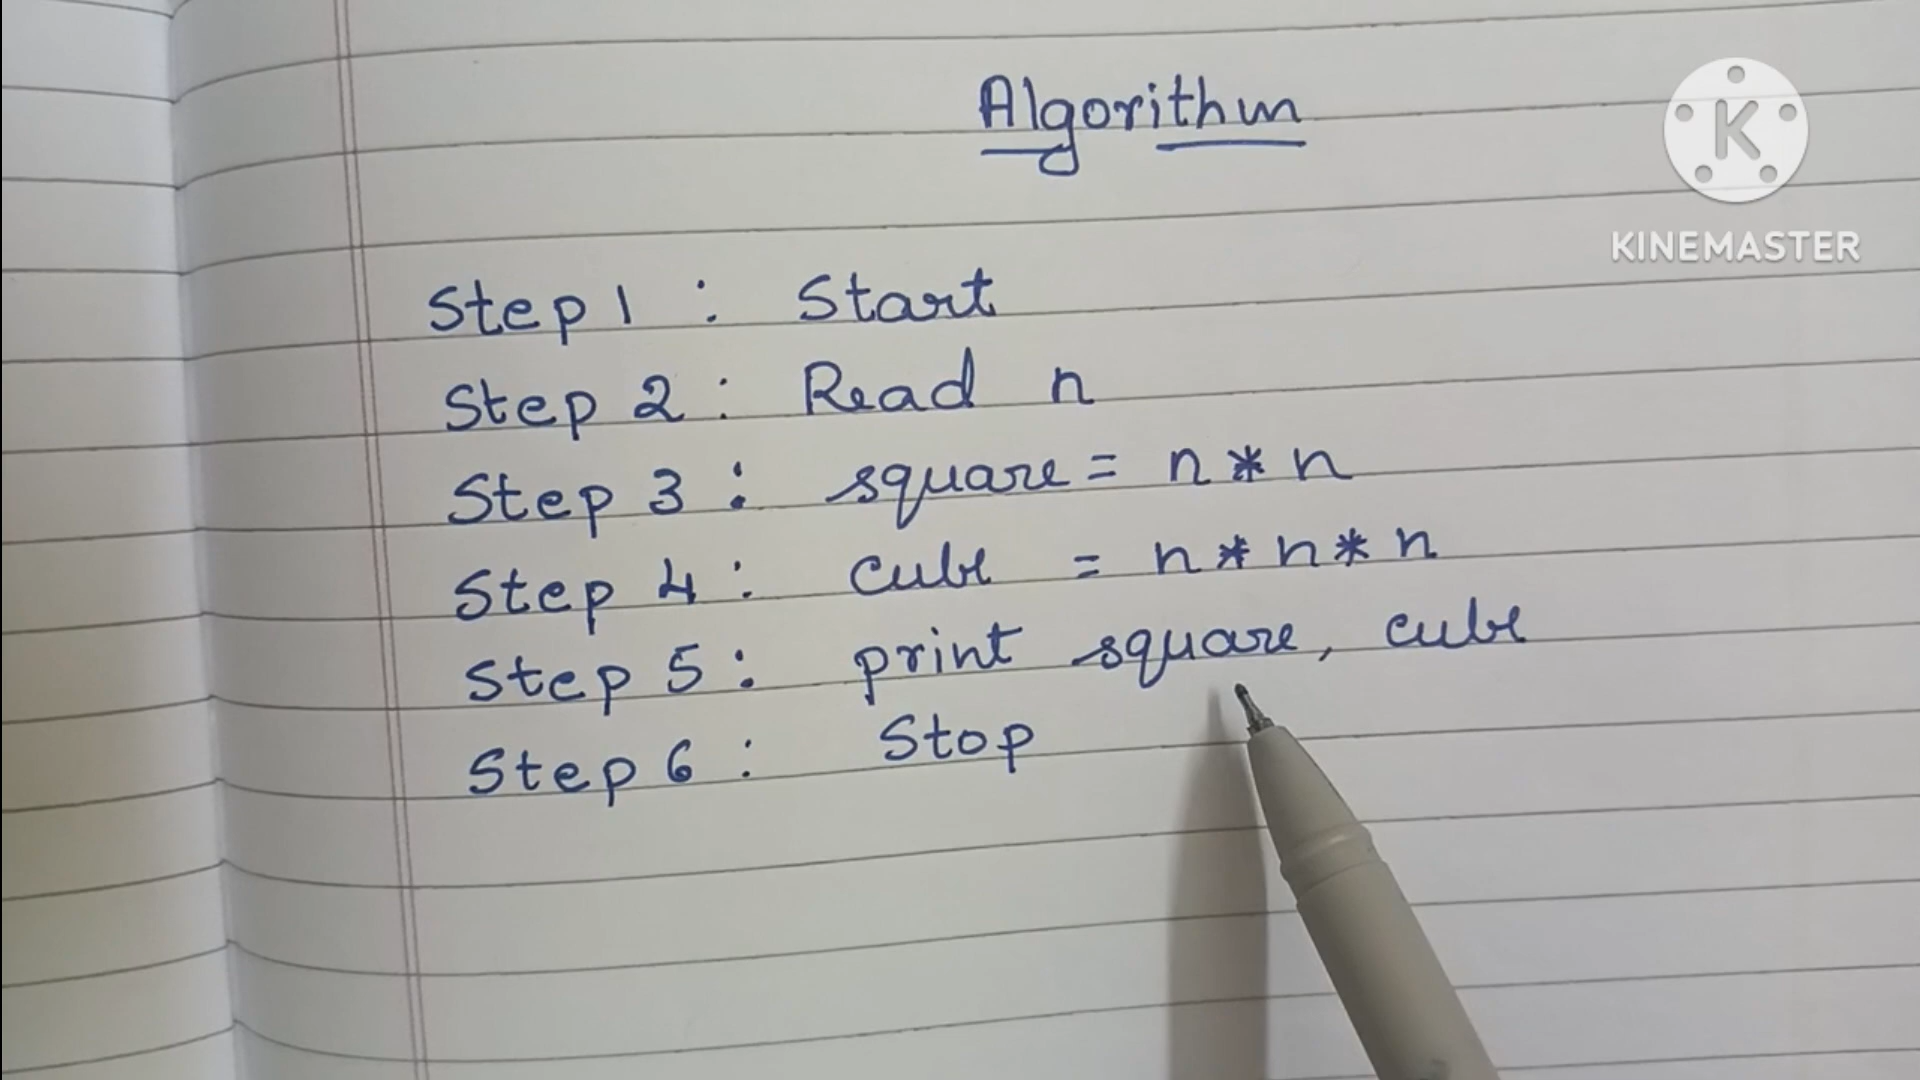 Algorithm
K
KINEMASTER
Step 1 : Start
Step 2 : Read n
Step 3 : square = n * n
Step 4 : cube = n * n * n
Step 5 : print square, cube
Step 6 : Stop